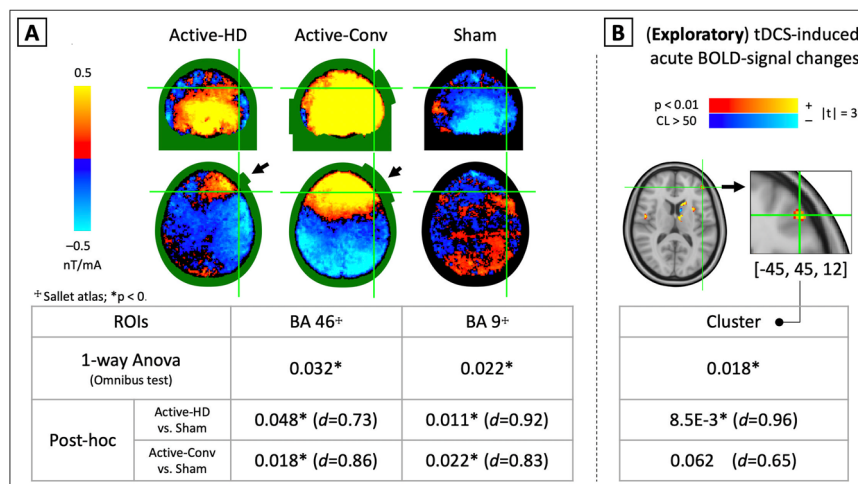 A
Active-HD Active-Conv Sham
0.5
−0.5
nT/mA
⊹ Sallet atlas; *p < 0.
ROIs BA 46⊹ BA 9⊹
1-way Anova
(Omnibus test)
0.032* 0.022*
Post-hoc
Active-HD
vs. Sham
0.048* (d=0.73) 0.011* (d=0.92)
Active-Conv
vs. Sham
0.018* (d=0.86) 0.022* (d=0.83)
B
(Exploratory) tDCS-induced
acute BOLD-signal changes
p < 0.01 +
CL > 50 −
|t| = 3
[-45, 45, 12]
Cluster
0.018*
8.5E-3* (d=0.96)
0.062 (d=0.65)